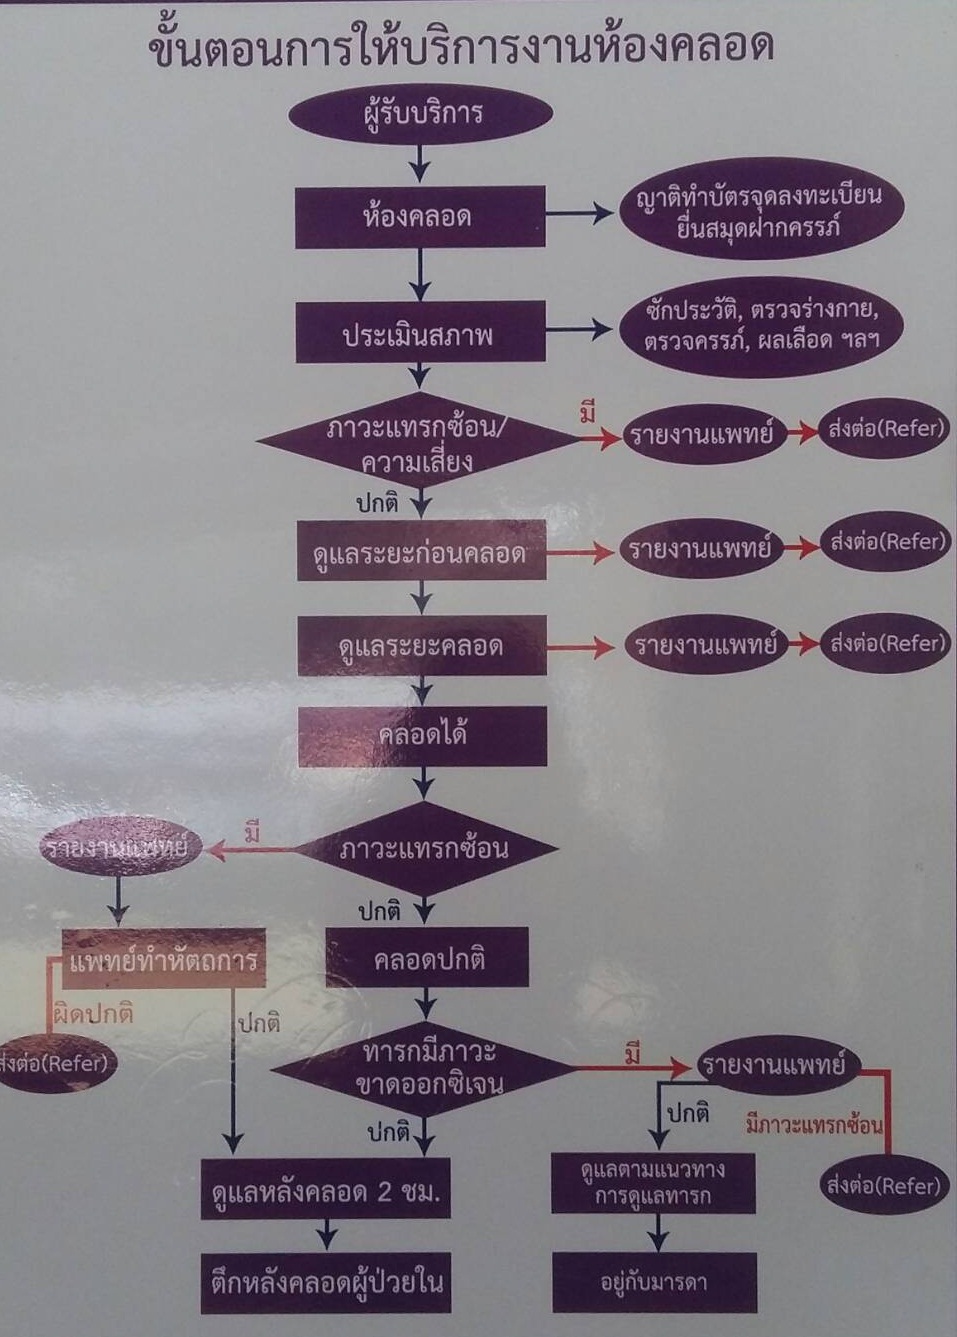 ขั้นตอนการให้บริการงานห้องคลอด
ผู้รับบริการ
ห้องคลอด
ญาติทำบัตรจุดลงทะเบียน
ยื่นสมุดฝากครรภ์
ประเมินสภาพ
ซักประวัติ, ตรวจร่างกาย,
ตรวจครรภ์, ผลเลือด ฯลฯ
ภาวะแทรกซ้อน/
ความเสี่ยง
มี
รายงานแพทย์
ส่งต่อ(Refer)
ปกติ
ดูแลระยะก่อนคลอด
รายงานแพทย์
ส่งต่อ(Refer)
ดูแลระยะคลอด
รายงานแพทย์
ส่งต่อ(Refer)
คลอดได้
ภาวะแทรกซ้อน
มี
รายงานแพทย์
ปกติ
แพทย์ทำหัตถการ
คลอดปกติ
ผิดปกติ
ปกติ
ส่งต่อ(Refer)
ทารกมีภาวะ
ขาดออกซิเจน
มี
รายงานแพทย์
ปกติ
มีภาวะแทรกซ้อน
ปกติ
ดูแลหลังคลอด 2 ชม.
ดูแลตามแนวทาง
การดูแลทารก
ส่งต่อ(Refer)
ตึกหลังคลอดผู้ป่วยใน
อยู่กับมารดา